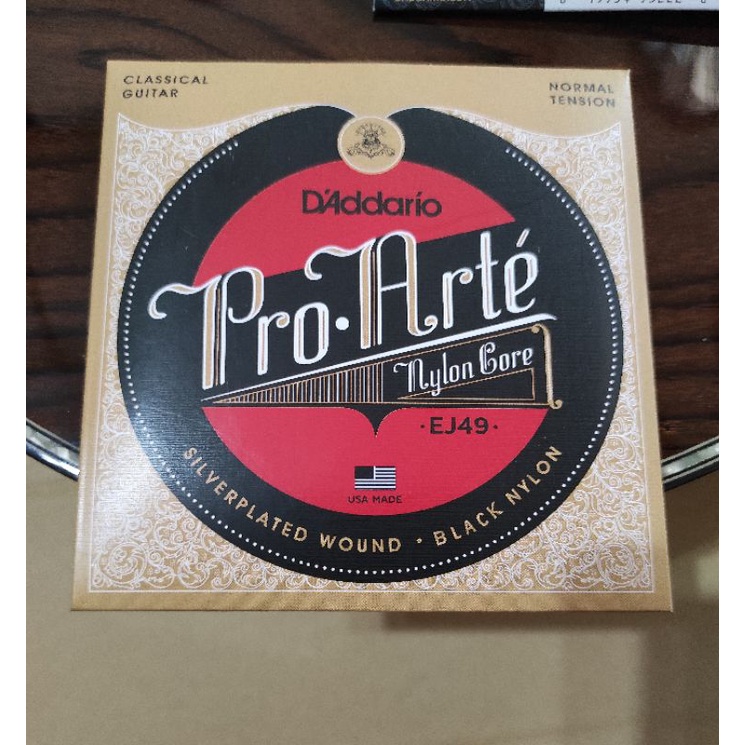 CLASSICAL
GUITAR
NORMAL
TENSION
D'Addario
Pro·Arté
Nylon Core
·EJ49·
USA MADE
SILVERPLATED WOUND · BLACK NYLON